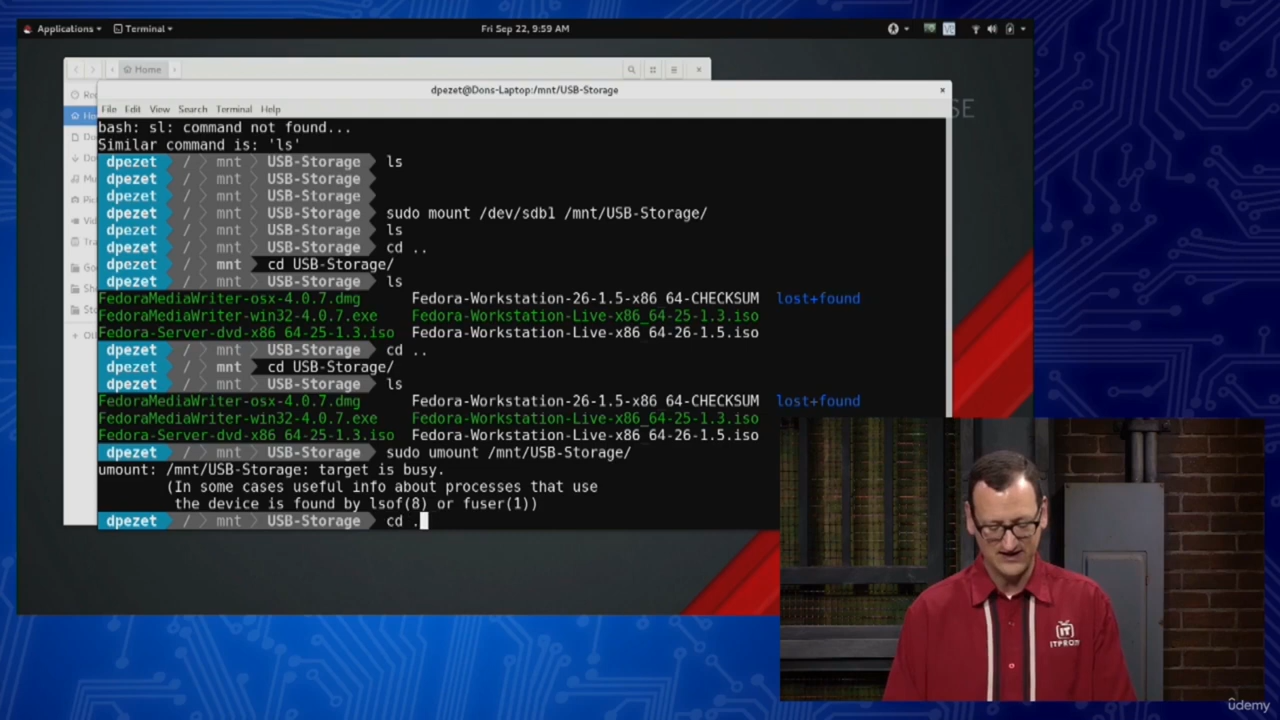 Applications
Terminal
Fri Sep 22, 9:59 AM
Home
dpezet@Dons-Laptop:/mnt/USB-Storage
File Edit View Search Terminal Help
SE
bash: sl: command not found...
Similar command is: 'ls'
dpezet / mnt USB-Storage ls
dpezet / mnt USB-Storage
dpezet / mnt USB-Storage
dpezet / mnt USB-Storage sudo mount /dev/sdb1 /mnt/USB-Storage/
dpezet / mnt USB-Storage ls
dpezet / mnt USB-Storage cd ..
dpezet / mnt cd USB-Storage/
dpezet / mnt USB-Storage ls
FedoraMediaWriter-osx-4.0.7.dmg Fedora-Workstation-26-1.5-x86_64-CHECKSUM lost+found
FedoraMediaWriter-win32-4.0.7.exe Fedora-Workstation-Live-x86_64-25-1.3.iso
Fedora-Server-dvd-x86_64-25-1.3.iso Fedora-Workstation-Live-x86_64-26-1.5.iso
dpezet / mnt USB-Storage cd ..
dpezet / mnt cd USB-Storage/
dpezet / mnt USB-Storage ls
FedoraMediaWriter-osx-4.0.7.dmg Fedora-Workstation-26-1.5-x86_64-CHECKSUM lost+found
FedoraMediaWriter-win32-4.0.7.exe Fedora-Workstation-Live-x86_64-25-1.3.iso
Fedora-Server-dvd-x86_64-25-1.3.iso Fedora-Workstation-Live-x86_64-26-1.5.iso
dpezet / mnt USB-Storage sudo umount /mnt/USB-Storage/
umount: /mnt/USB-Storage: target is busy.
(In some cases useful info about processes that use
the device is found by lsof(8) or fuser(1))
dpezet / mnt USB-Storage cd .
IT
ITPROTV
udemy